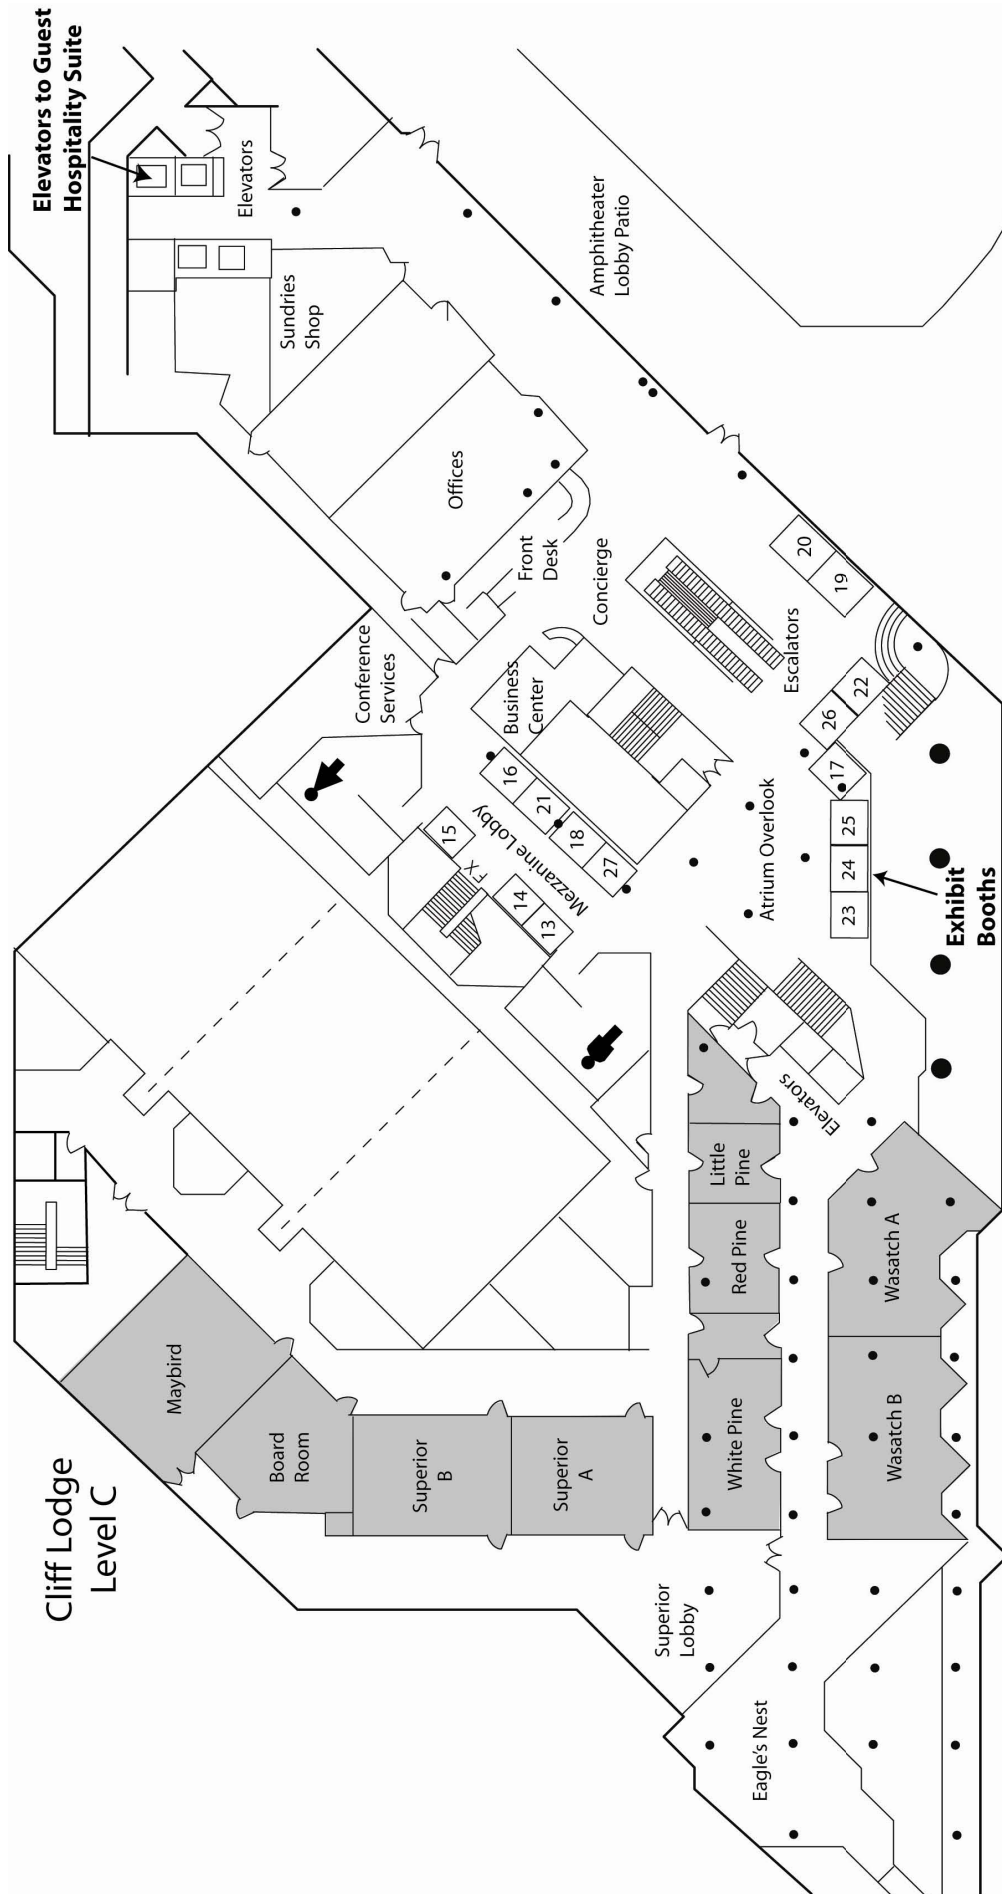 Cliff Lodge
Level C
Elevators to Guest
Hospitality Suite
Elevators
Sundries
Shop
Amphitheater
Lobby Patio
Offices
Front
Desk
Concierge
Conference
Services
Business
Center
Escalators
20
19
22
26
17
25
24
23
Exhibit
Booths
Atrium Overlook
Mezzanine Lobby
16
21
18
27
15
FX
14
13
Elevators
Little
Pine
Red Pine
White Pine
Wasatch A
Wasatch B
Maybird
Board
Room
Superior
B
Superior
A
Superior
Lobby
Eagle's Nest